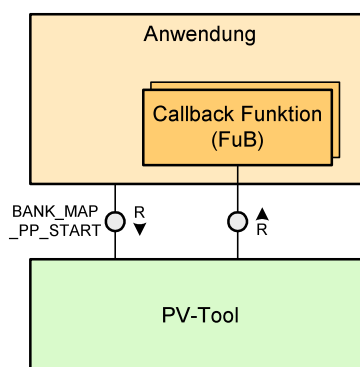 Anwendung
Callback Funktion
(FuB)
BANK_MAP
_PP_START
R
R
PV-Tool